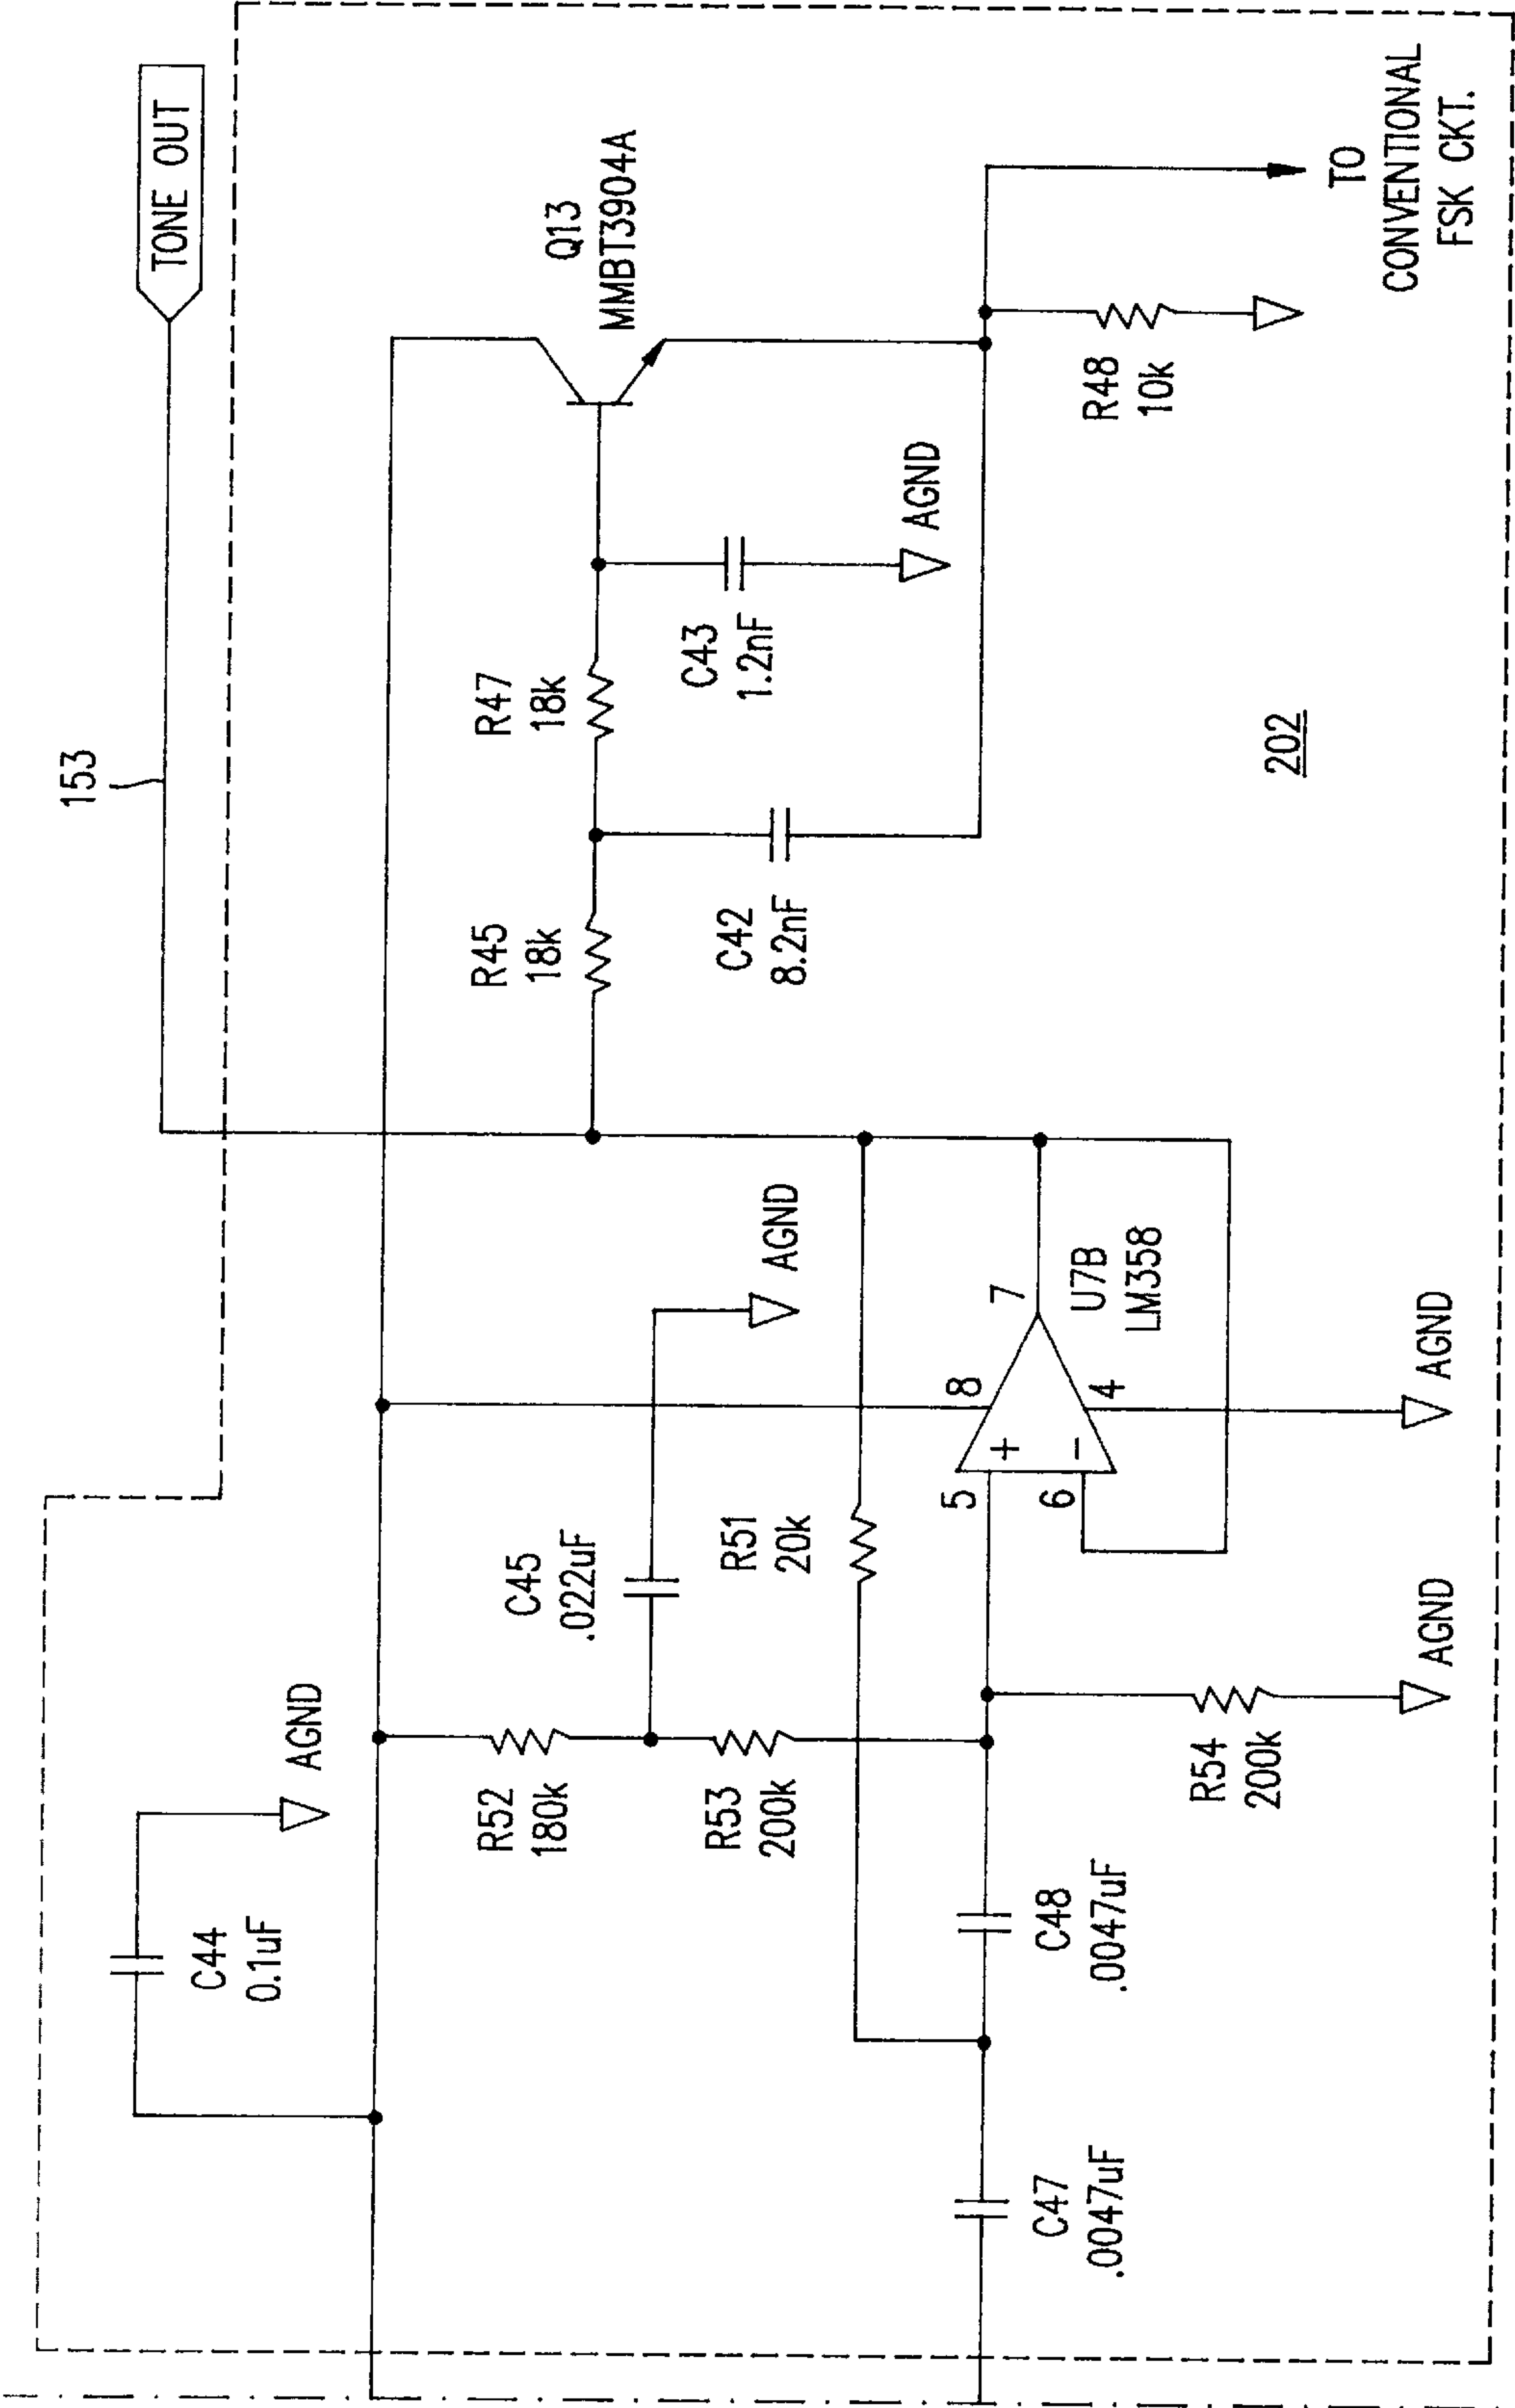 153
TONE OUT
C44
0.1uF
AGND
R52
180k
R53
200k
C45
.022uF
AGND
R51
20k
R45
18k
R47
18k
C42
8.2nF
C43
1.2nF
AGND
Q13
MMBT3904A
C47
.0047uF
C48
.0047uF
R54
200k
AGND
5
6
+
−
8
4
7
U7B
LM358
AGND
R48
10k
202
TO
CONVENTIONAL
FSK CKT.